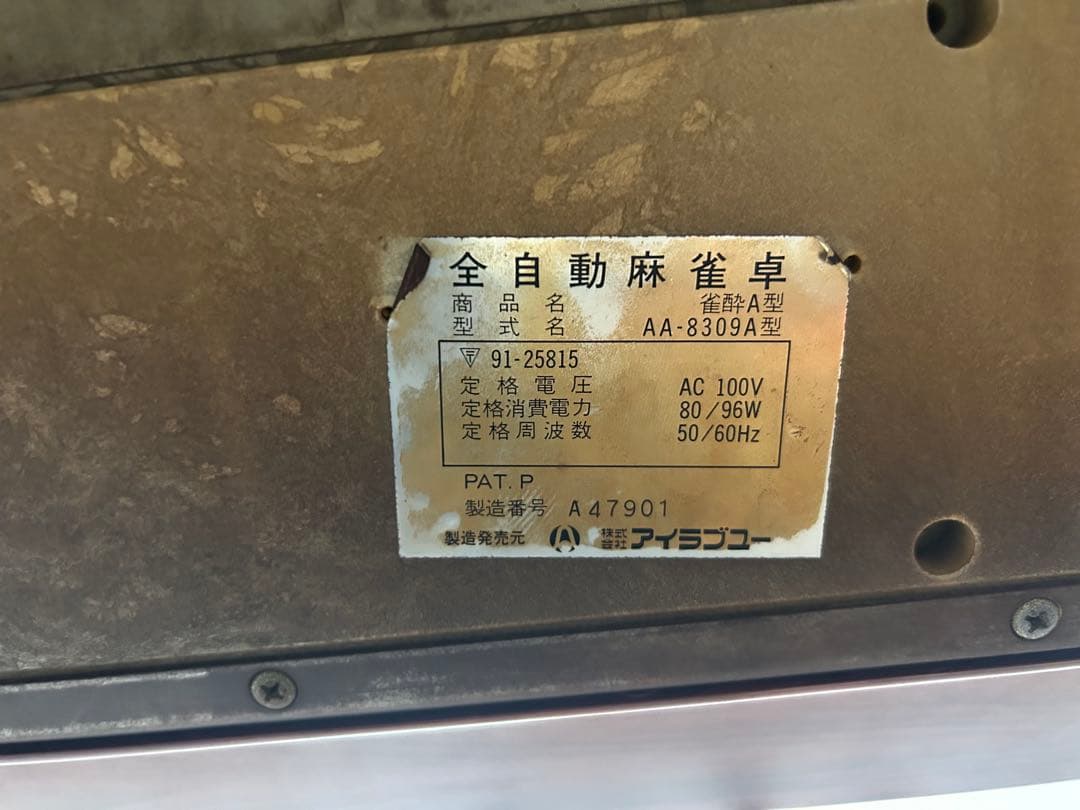 全自動麻雀卓
商品名 雀酔A型
型式名 AA-8309A型
〒 91-25815
定格電圧 AC 100V
定格消費電力 80/96W
定格周波数 50/60Hz
PAT.P
製造番号 A47901
製造発売元 株式会社アイラブユー